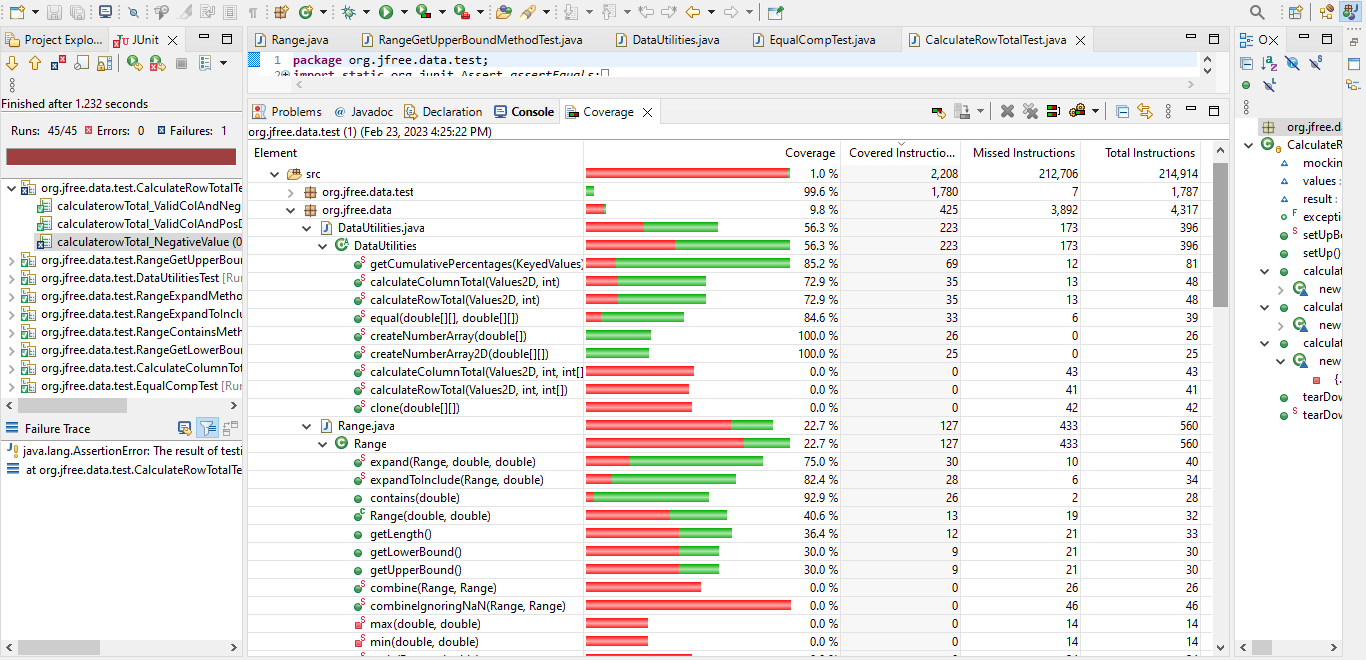 Project Explo...
JUnit
Finished after 1.232 seconds
Runs: 45/45 Errors: 0 Failures: 1
org.jfree.data.test.CalculateRowTotalTe
calculaterowTotal_ValidColAndNeg
calculaterowTotal_ValidColAndPosD
calculaterowTotal_NegativeValue (0
org.jfree.data.test.RangeGetUpperBoun
org.jfree.data.test.DataUtilitiesTest [Run
org.jfree.data.test.RangeExpandMetho
org.jfree.data.test.RangeExpandToInclu
org.jfree.data.test.RangeContainsMeth
org.jfree.data.test.RangeGetLowerBoun
org.jfree.data.test.CalculateColumnTot
org.jfree.data.test.EqualCompTest [Run
Failure Trace
java.lang.AssertionError: The result of testi
at org.jfree.data.test.CalculateRowTotalTe
Range.java RangeGetUpperBoundMethodTest.java DataUtilities.java EqualCompTest.java CalculateRowTotalTest.java
1 package org.jfree.data.test;
2 import static org.junit.Assert.assertEquals;
Problems Javadoc Declaration Console Coverage
org.jfree.data.test (1) (Feb 23, 2023 4:25:22 PM)
Element Coverage Covered Instructio... Missed Instructions Total Instructions
src 1.0 % 2,208 212,706 214,914
org.jfree.data.test 99.6 % 1,780 7 1,787
org.jfree.data 9.8 % 425 3,892 4,317
DataUtilities.java 56.3 % 223 173 396
DataUtilities 56.3 % 223 173 396
getCumulativePercentages(KeyedValues) 85.2 % 69 12 81
calculateColumnTotal(Values2D, int) 72.9 % 35 13 48
calculateRowTotal(Values2D, int) 72.9 % 35 13 48
equal(double[][], double[][]) 84.6 % 33 6 39
createNumberArray(double[]) 100.0 % 26 0 26
createNumberArray2D(double[][]) 100.0 % 25 0 25
calculateColumnTotal(Values2D, int, int[] 0.0 % 0 43 43
calculateRowTotal(Values2D, int, int[]) 0.0 % 0 41 41
clone(double[][]) 0.0 % 0 42 42
Range.java 22.7 % 127 433 560
Range 22.7 % 127 433 560
expand(Range, double, double) 75.0 % 30 10 40
expandToInclude(Range, double) 82.4 % 28 6 34
contains(double) 92.9 % 26 2 28
Range(double, double) 40.6 % 13 19 32
getLength() 36.4 % 12 21 33
getLowerBound() 30.0 % 9 21 30
getUpperBound() 30.0 % 9 21 30
combine(Range, Range) 0.0 % 0 26 26
combineIgnoringNaN(Range, Range) 0.0 % 0 46 46
max(double, double) 0.0 % 0 14 14
min(double, double) 0.0 % 0 14 14
O
org.jfree.da
CalculateR
mockin
values :
result :
exceptio
setUpBe
setUp()
calculat
new
calculat
new
calculat
new
{.
tearDow
tearDow